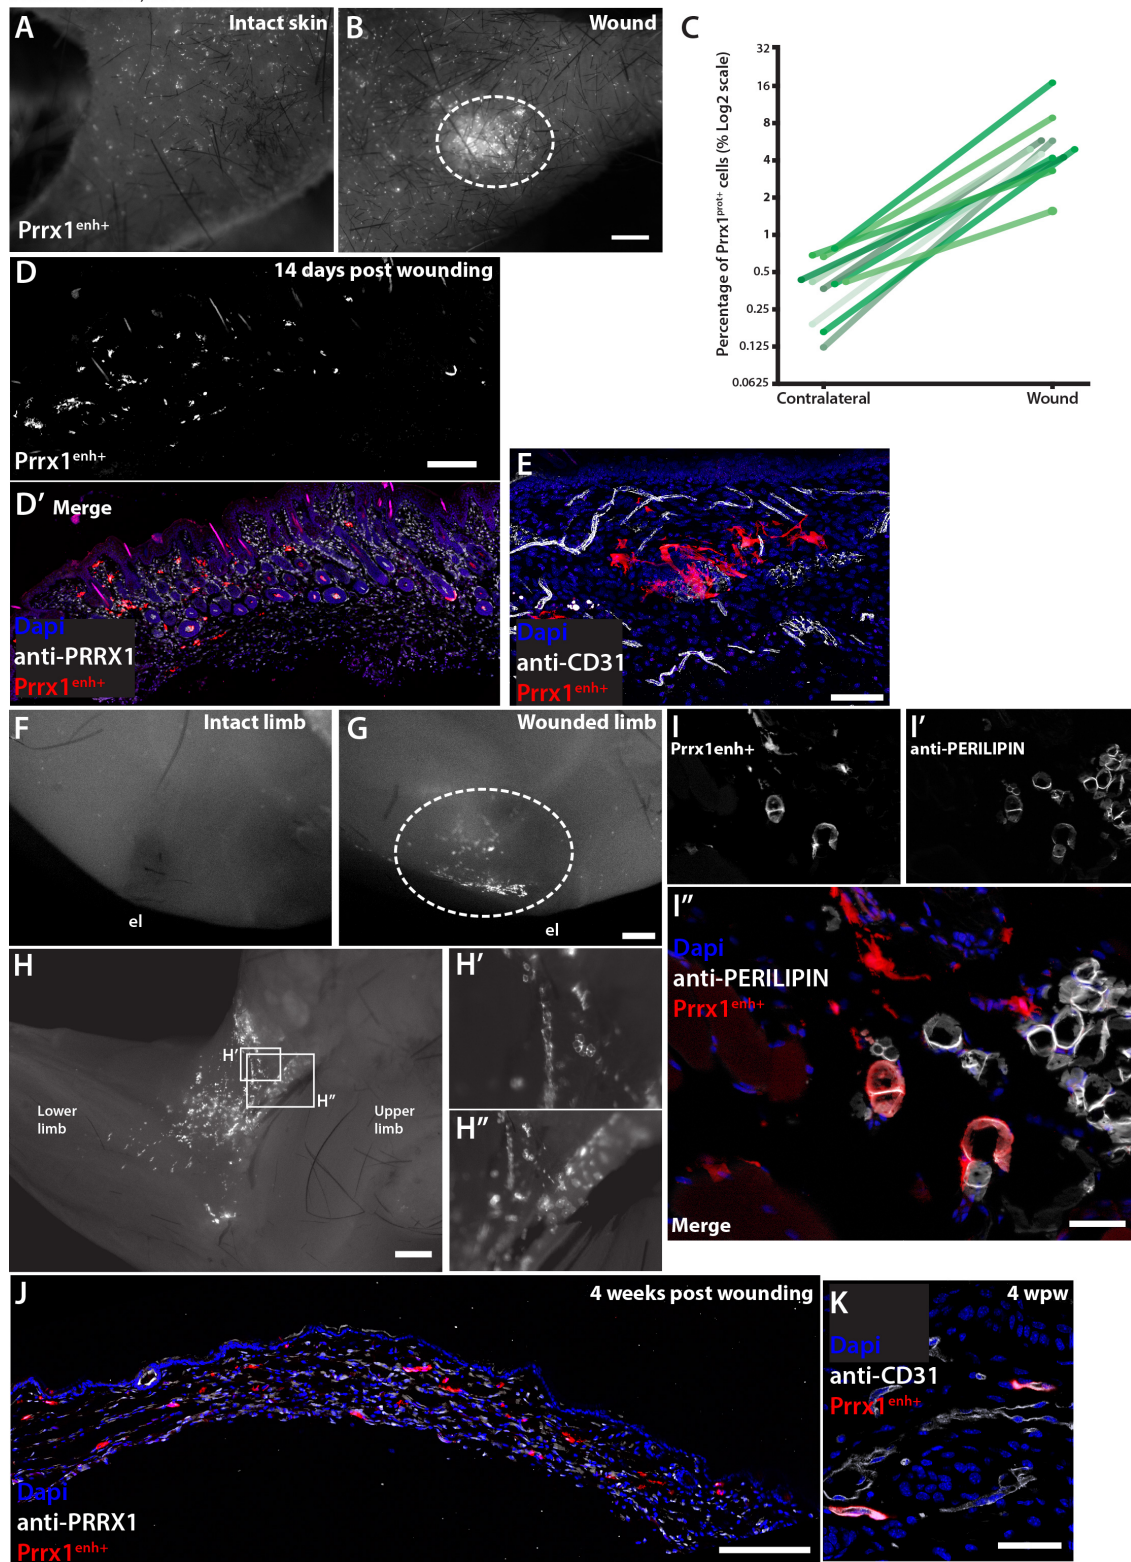 A
Intact skin
Prrx1enh+
B
Wound
C
Percentage of Prrx1prot+ cells (% Log2 scale)
32
16
8
4
2
1
0.5
0.25
0.125
0.0625
Contralateral
Wound
D
14 days post wounding
Prrx1enh+
D′ Merge
Dapi
anti-PRRX1
Prrx1enh+
E
Dapi
anti-CD31
Prrx1enh+
F
Intact limb
el
G
Wounded limb
el
H
H′
H″
Lower
limb
Upper
limb
H′
H″
I
Prrx1enh+
I′
anti-PERILIPIN
I″
Dapi
anti-PERILIPIN
Prrx1enh+
Merge
J
4 weeks post wounding
Dapi
anti-PRRX1
Prrx1enh+
K
4 wpw
Dapi
anti-CD31
Prrx1enh+